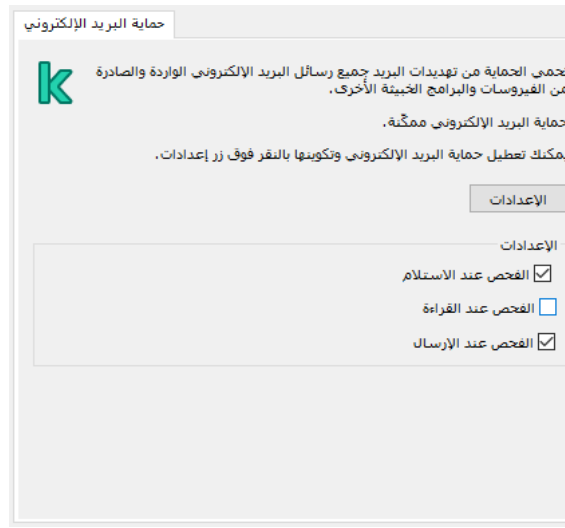 حماية البريد الإلكتروني
تحمي الحماية من تهديدات البريد جميع رسائل البريد الإلكتروني الواردة والصادرة
من الفيروسات والبرامج الخبيثة الأخرى.
حماية البريد الإلكتروني ممكّنة.
يمكنك تعطيل حماية البريد الإلكتروني وتكوينها بالنقر فوق زر إعدادات.
الإعدادات
الإعدادات
الفحص عند الاستلام
الفحص عند القراءة
الفحص عند الإرسال